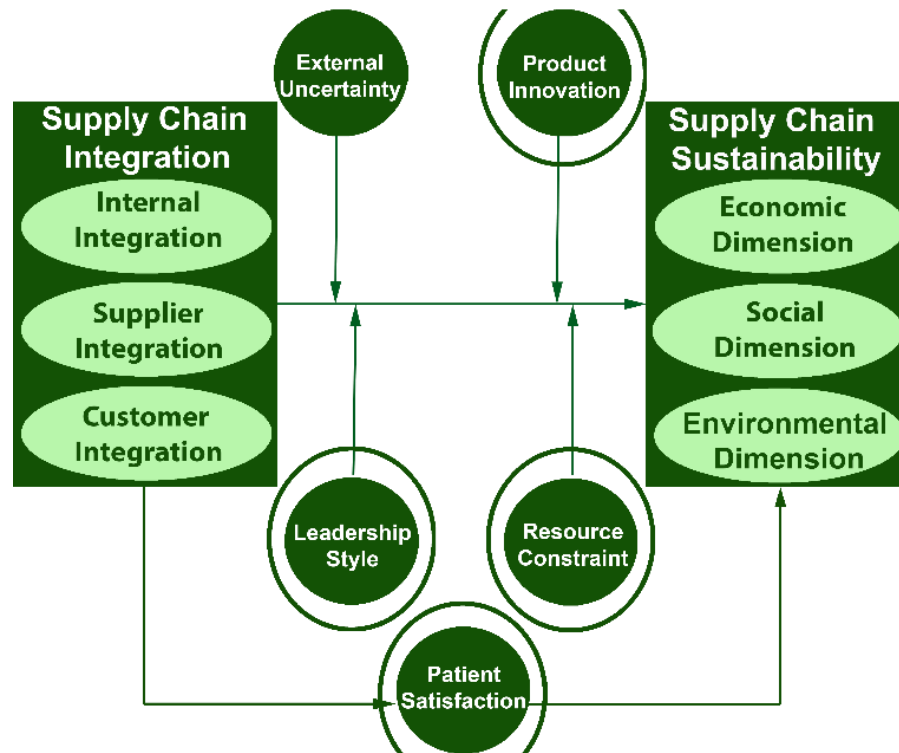 External
Uncertainty
Product
Innovation
Supply Chain
Integration
Internal
Integration
Supplier
Integration
Customer
Integration
Supply Chain
Sustainability
Economic
Dimension
Social
Dimension
Environmental
Dimension
Leadership
Style
Resource
Constraint
Patient
Satisfaction